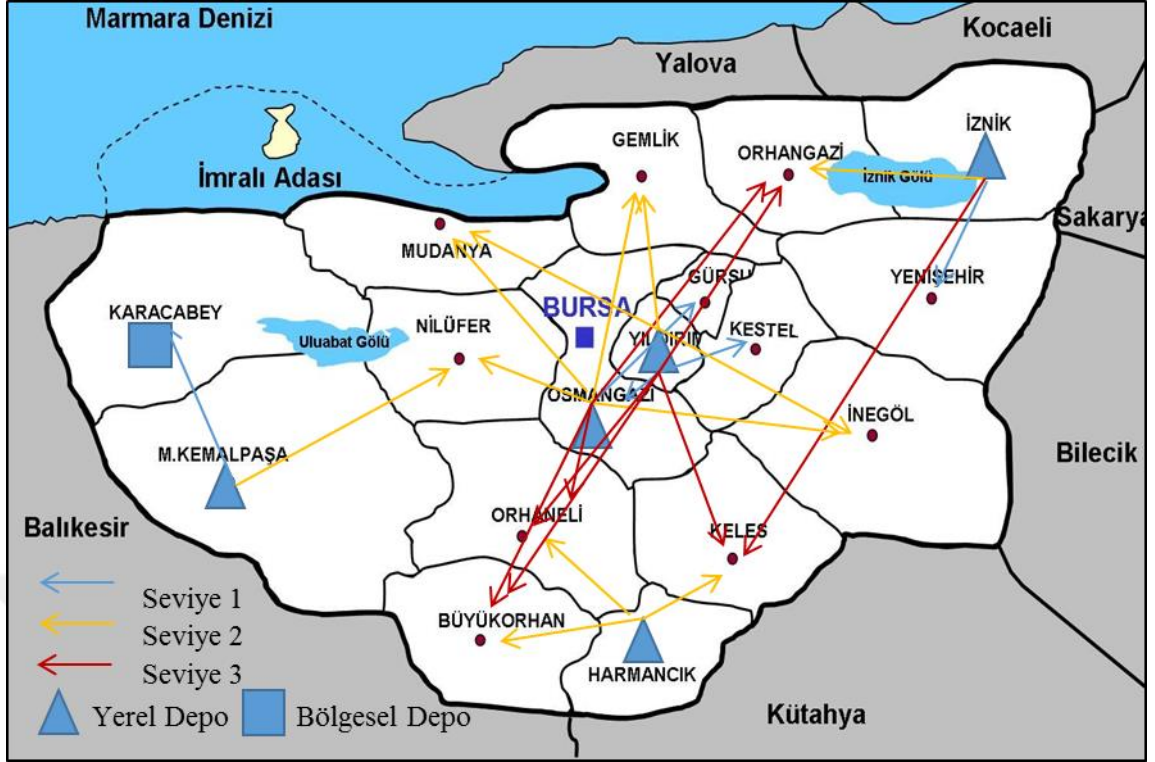 Marmara Denizi
Kocaeli
Yalova
İZNİK
GEMLİK
ORHANGAZİ
İmralı Adası
İznik Gölü
Sakarya
MUDANYA
YENİŞEHİR
GÜRSU
KARACABEY
BURSA
NİLÜFER
KESTEL
Uluabat Gölü
YILDIRIM
OSMANGAZİ
İNEGÖL
M.KEMALPAŞA
Bilecik
ORHANELİ
Balıkesir
KELES
Seviye 1
BÜYÜKORHAN
Seviye 2
Seviye 3
HARMANCIK
Yerel Depo
Bölgesel Depo
Kütahya